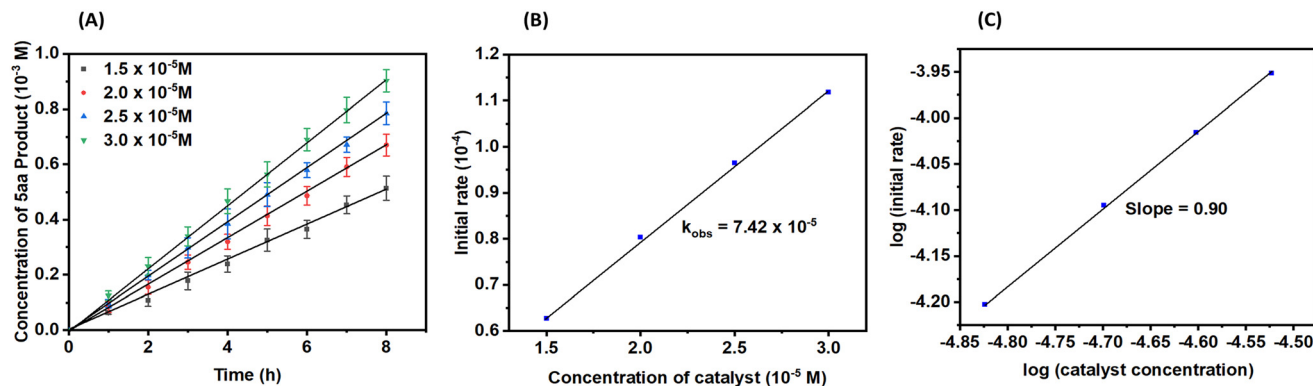 (A)
1.0
0.8
0.6
0.4
0.2
0.0
0
2
4
6
8
Concentration of 5aa Product (10⁻³ M)
Time (h)
1.5 x 10⁻⁵M
2.0 x 10⁻⁵M
2.5 x 10⁻⁵M
3.0 x 10⁻⁵M
(B)
1.2
1.1
1.0
0.9
0.8
0.7
0.6
1.5
2.0
2.5
3.0
Initial rate (10⁻⁴)
Concentration of catalyst (10⁻⁵ M)
kobs = 7.42 x 10⁻⁵
(C)
-3.95
-4.00
-4.05
-4.10
-4.15
-4.20
-4.85
-4.80
-4.75
-4.70
-4.65
-4.60
-4.55
-4.50
log (initial rate)
log (catalyst concentration)
Slope = 0.90